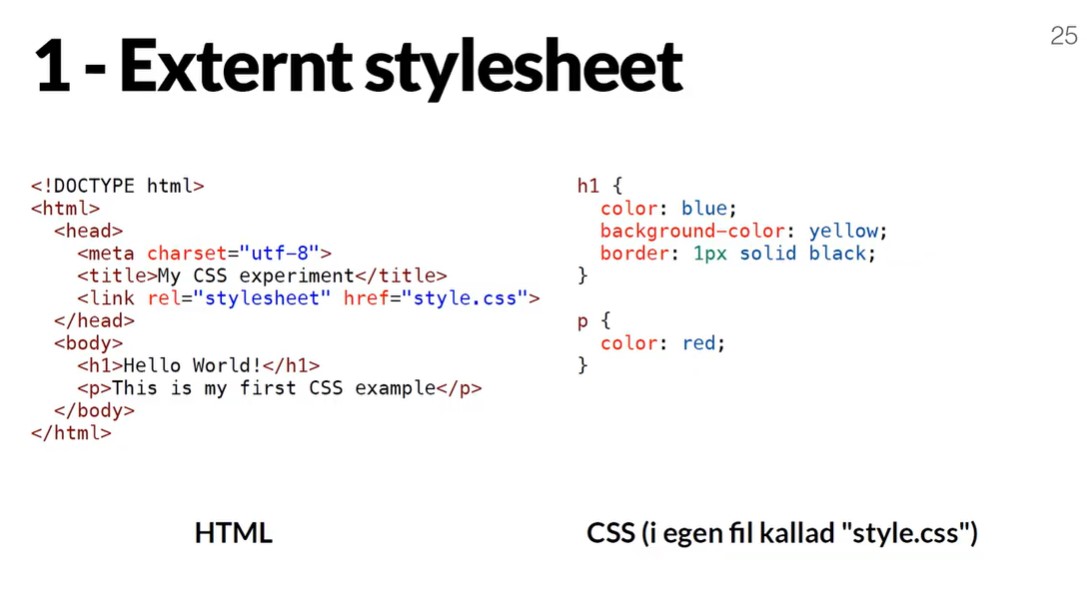 25
1 - Externt stylesheet
<!DOCTYPE html>
<html>
  <head>
    <meta charset="utf-8">
    <title>My CSS experiment</title>
    <link rel="stylesheet" href="style.css">
  </head>
  <body>
    <h1>Hello World!</h1>
    <p>This is my first CSS example</p>
  </body>
</html>
HTML
h1 {
  color: blue;
  background-color: yellow;
  border: 1px solid black;
}
p {
  color: red;
}
CSS (i egen fil kallad "style.css")